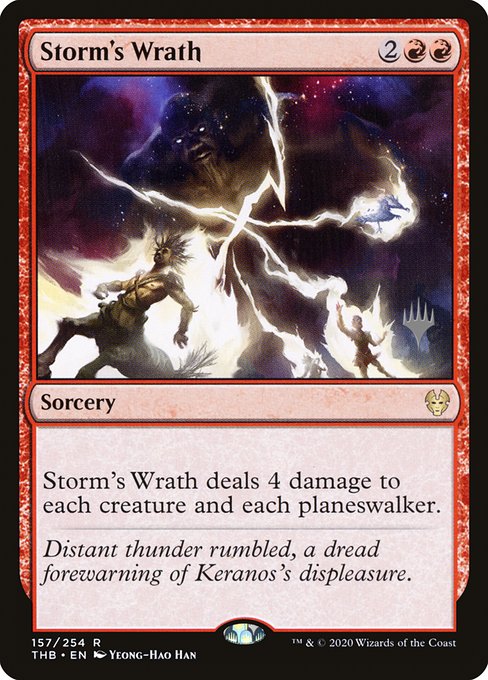 Storm's Wrath 2
Sorcery
Storm's Wrath deals 4 damage to
each creature and each planeswalker.
Distant thunder rumbled, a dread
forewarning of Keranos's displeasure.
157/254 R
THB • EN Yeong-Hao Han
™ & © 2020 Wizards of the Coast